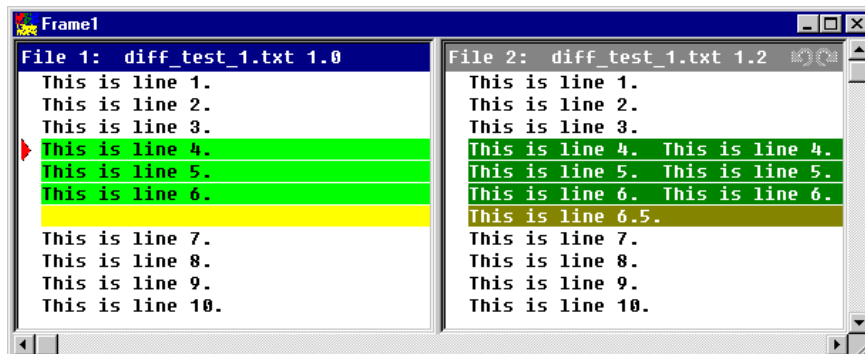 Frame1
File 1:  diff_test_1.txt 1.0
This is line 1.
This is line 2.
This is line 3.
This is line 4.
This is line 5.
This is line 6.
This is line 7.
This is line 8.
This is line 9.
This is line 10.
File 2:  diff_test_1.txt 1.2
This is line 1.
This is line 2.
This is line 3.
This is line 4.  This is line 4.
This is line 5.  This is line 5.
This is line 6.  This is line 6.
This is line 6.5.
This is line 7.
This is line 8.
This is line 9.
This is line 10.